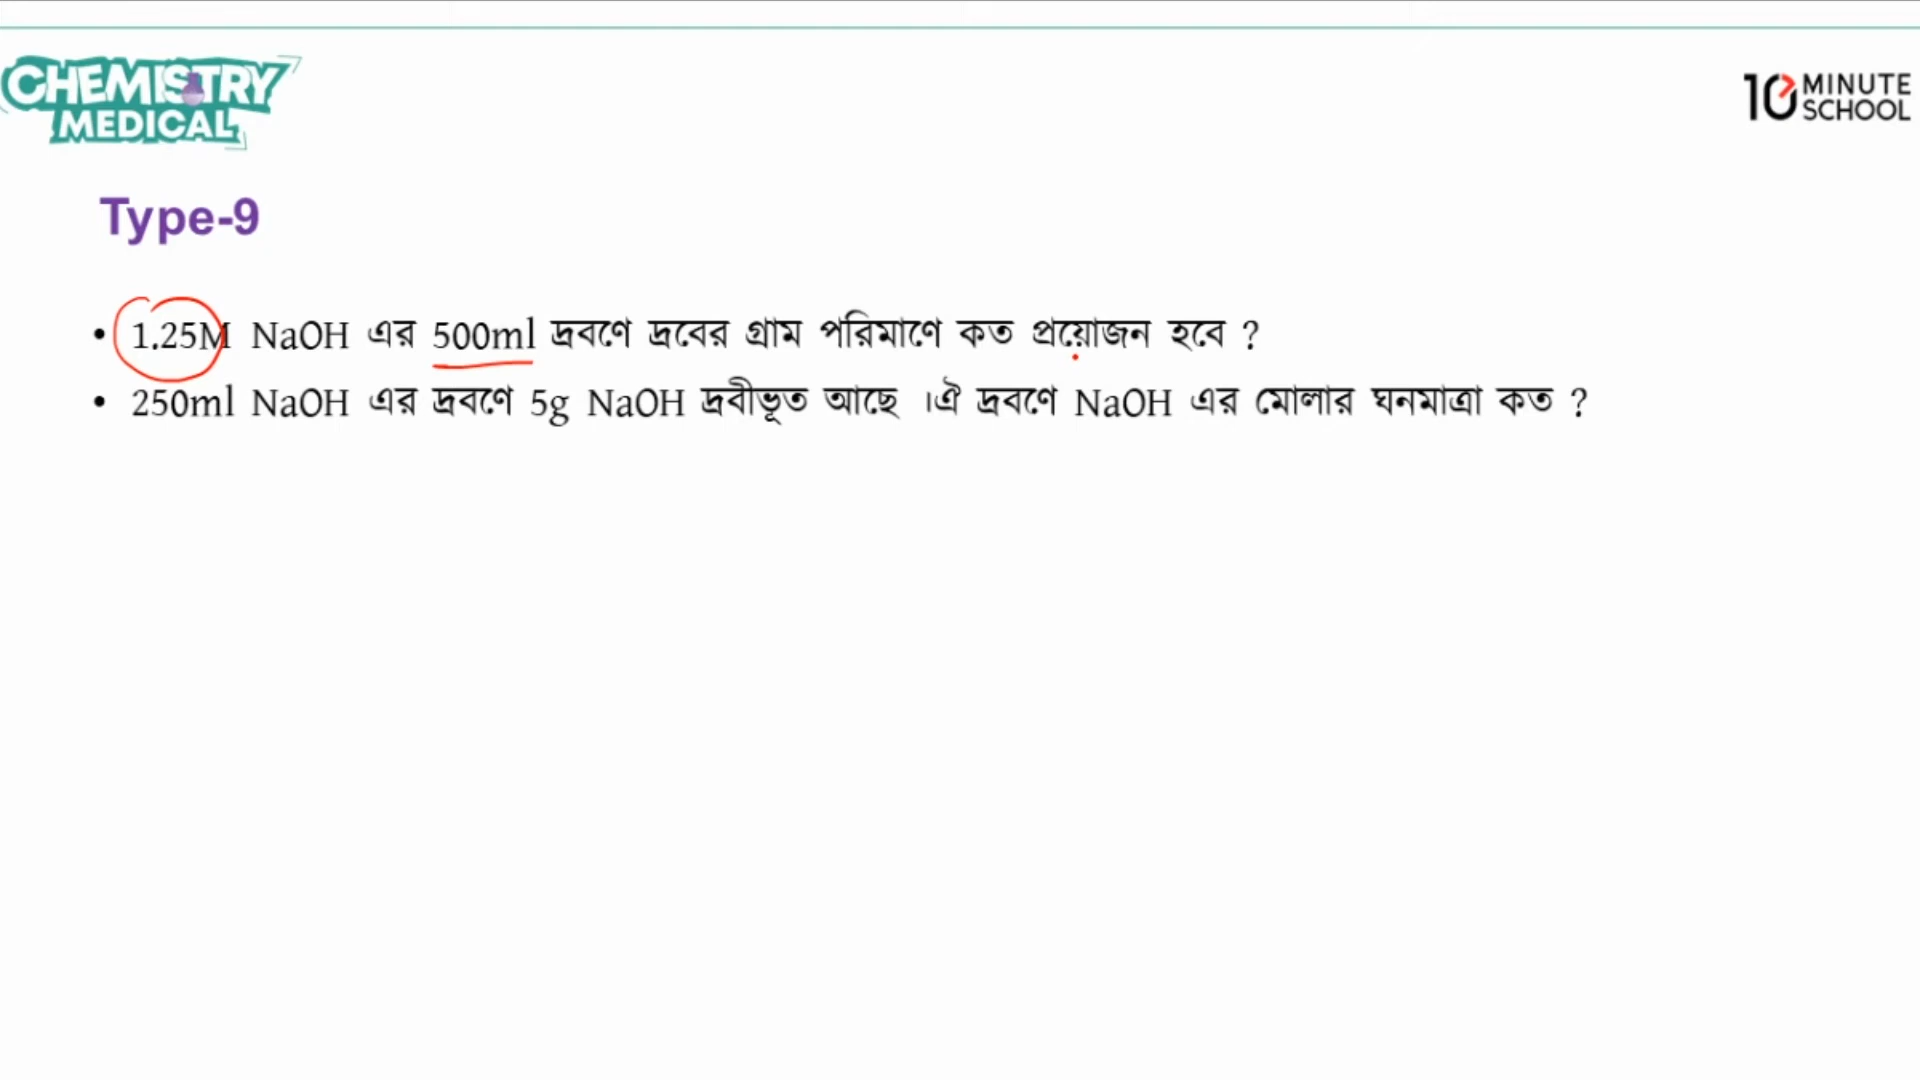 CHEMISTRY
MEDICAL
10 MINUTE
SCHOOL
Type-9
• 1.25M NaOH এর 500ml দ্রবণে দ্রবের গ্রাম পরিমাণে কত প্রয়োজন হবে ?
• 250ml NaOH এর দ্রবণে 5g NaOH দ্রবীভূত আছে ।ঐ দ্রবণে NaOH এর মোলার ঘনমাত্রা কত ?